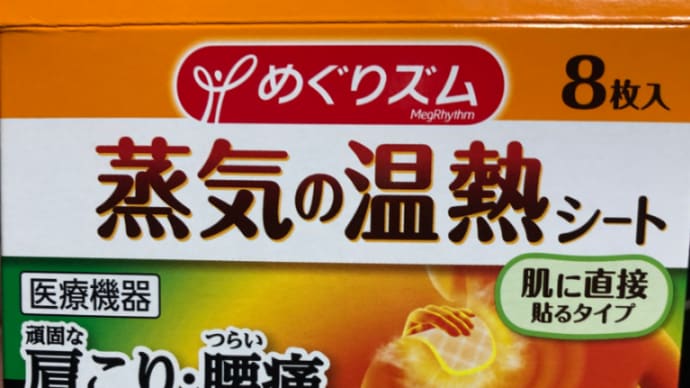 めぐりズム
MegRhythm
8枚入
蒸気の温熱シート
医療機器
肌に直接
貼るタイプ
頑固な つらい
肩こり・腰痛